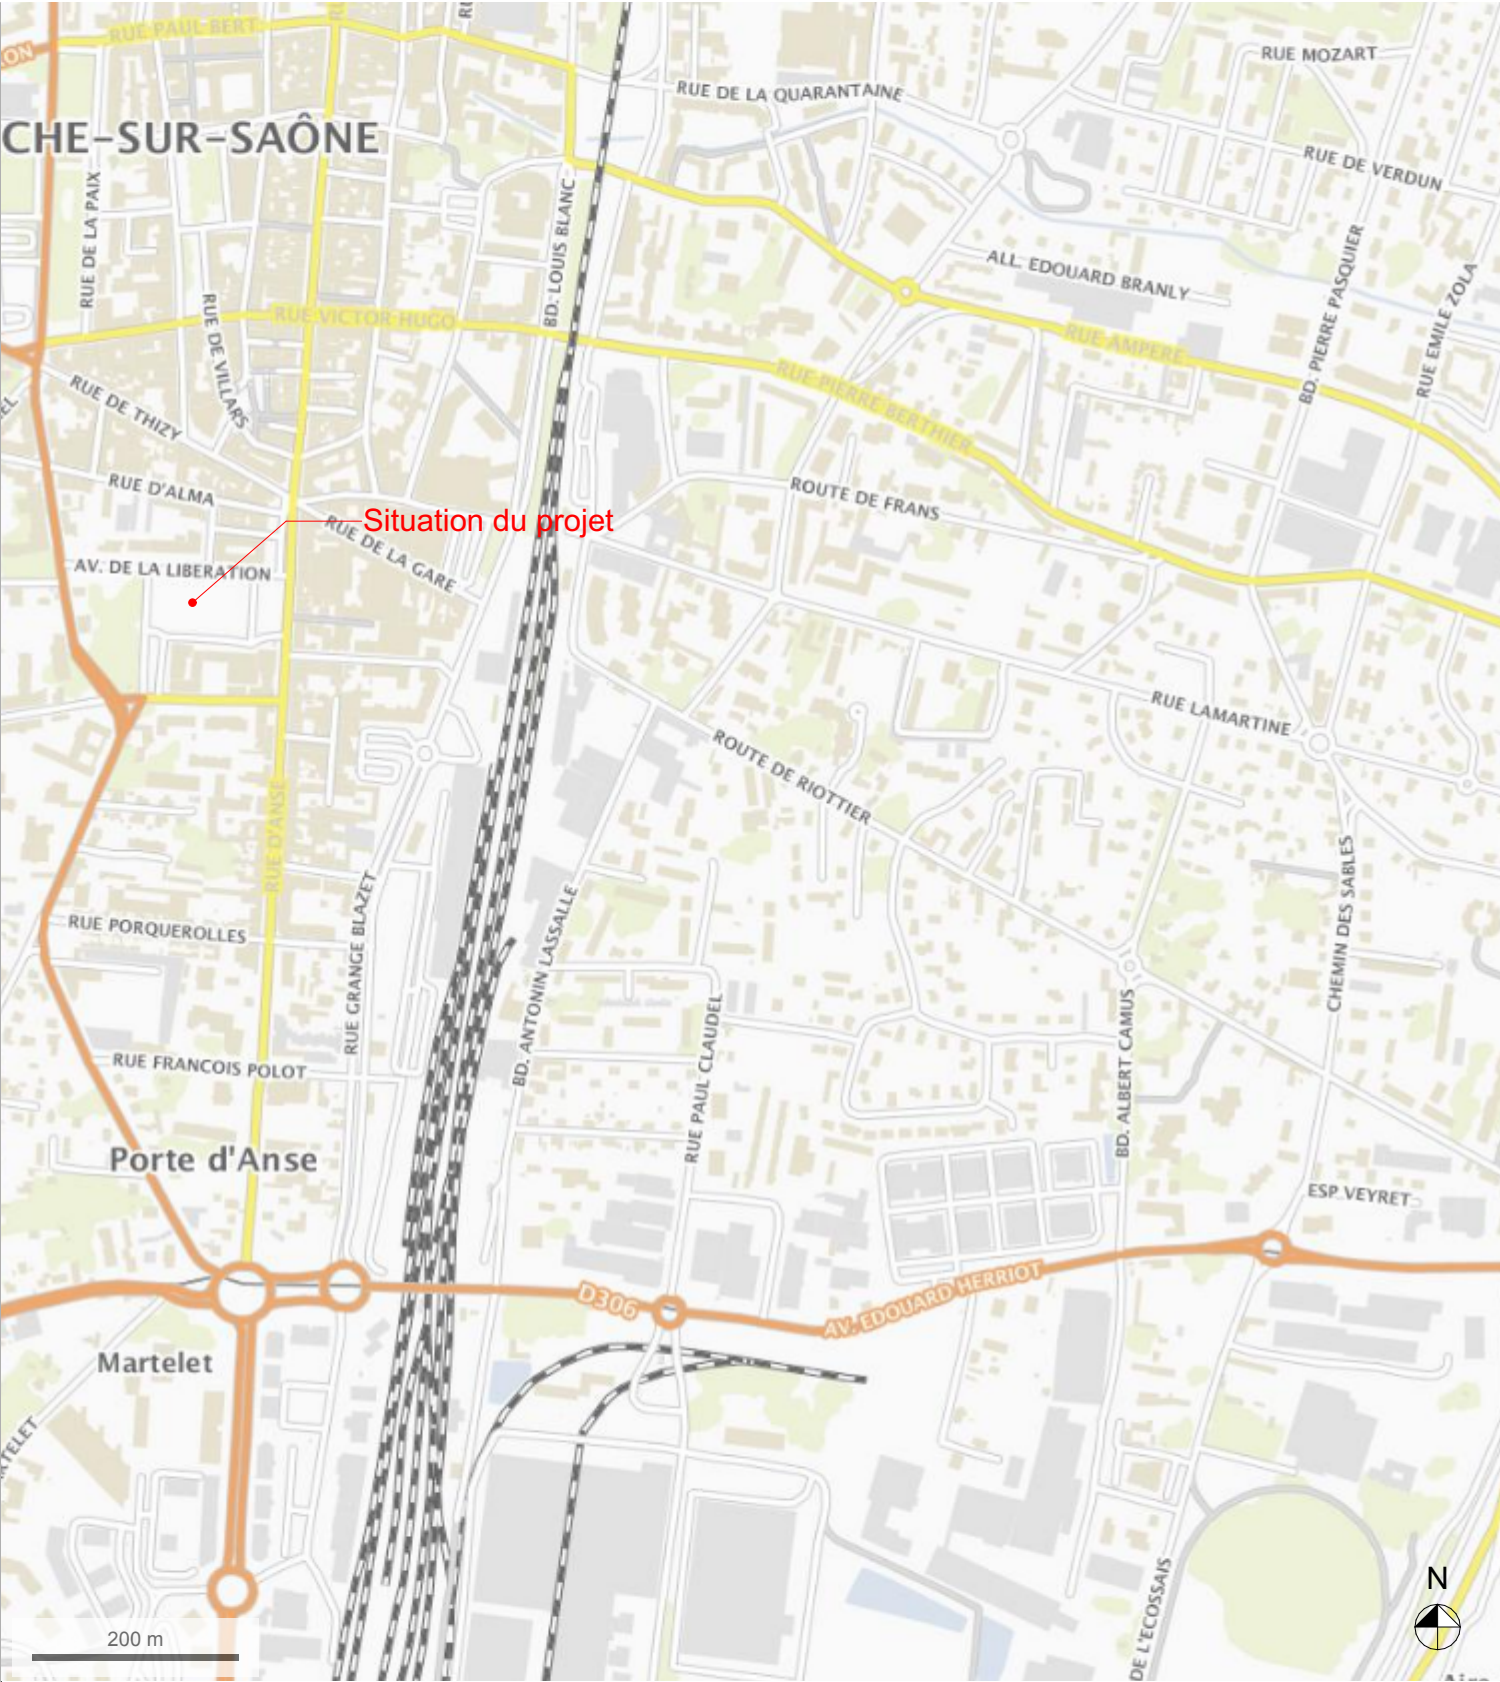 RUE PAUL BERT
RUE MOZART
RUE DE LA QUARANTAINE
CHE-SUR-SAÔNE
RUE DE VERDUN
RUE DE LA PAIX
BD. LOUIS BLANC
ALL. EDOUARD BRANLY
BD. PIERRE PASQUIER
RUE EMILE ZOLA
RUE DE VILLARS
RUE VICTOR HUGO
RUE AMPERE
RUE PIERRE BERTHIER
RUE DE THIZY
RUE D'ALMA
ROUTE DE FRANS
Situation du projet
RUE DE LA GARE
AV. DE LA LIBERATION
RUE LAMARTINE
ROUTE DE RIOTTIER
RUE D'ANSE
CHEMIN DES SABLES
RUE GRANGE BLAZET
BD. ANTONIN LASSALLE
RUE PORQUEROLLES
RUE PAUL CLAUDEL
BD. ALBERT CAMUS
RUE FRANCOIS POLOT
Porte d'Anse
ESP VEYRET
D306
AV. EDOUARD HERRIOT
Martelet
DE L'ECOSSAIS
N
200 m